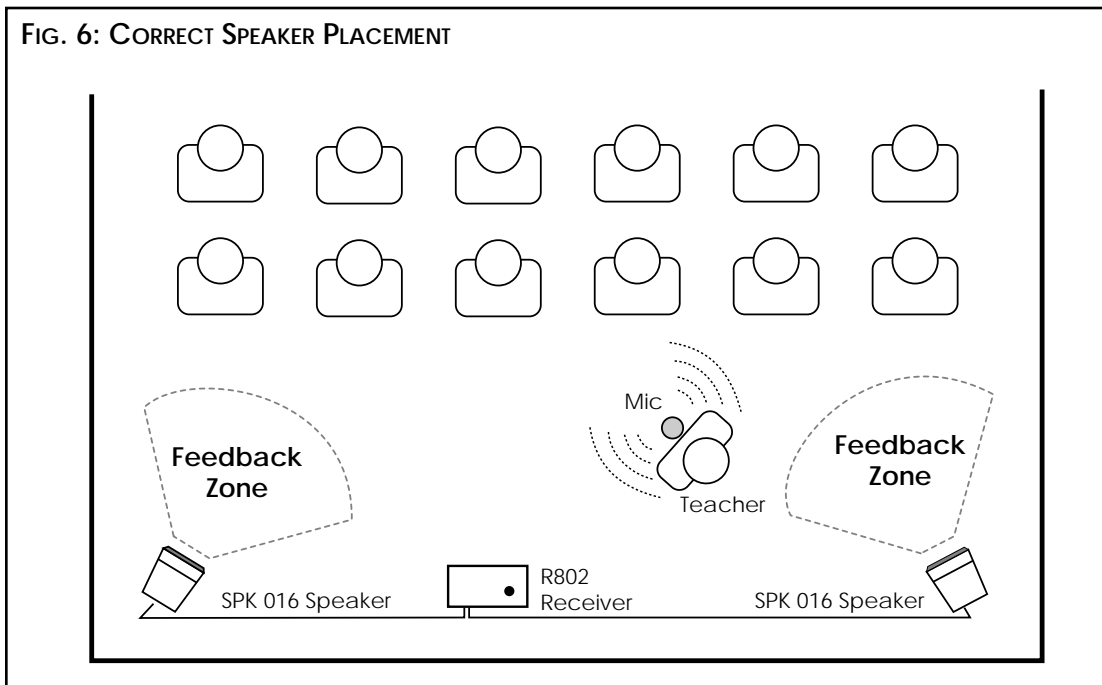 FIG. 6: CORRECT SPEAKER PLACEMENT
Mic
Feedback
Zone
Feedback
Zone
Teacher
R802
Receiver
SPK 016 Speaker
SPK 016 Speaker